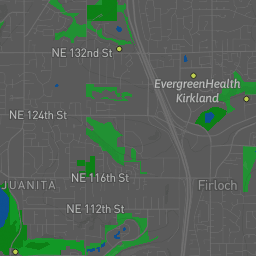 NE 132nd St
EvergreenHealth
Kirkland
NE 124th St
JUANITA
NE 116th St
Firloch
NE 112th St